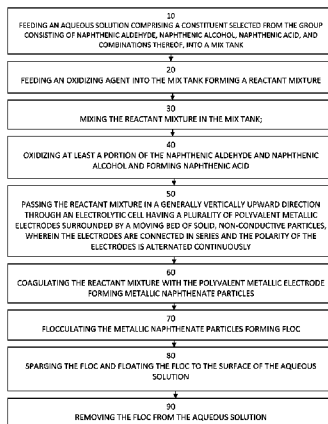 10
FEEDING AN AQUEOUS SOLUTION COMPRISING A CONSTITUENT SELECTED FROM THE GROUP
CONSISTING OF NAPHTHENIC ALDEHYDE, NAPHTHENIC ALCOHOL, NAPHTHENIC ACID, AND
COMBINATIONS THEREOF, INTO A MIX TANK
20
FEEDING AN OXIDIZING AGENT INTO THE MIX TANK FORMING A REACTANT MIXTURE
30
MIXING THE REACTANT MIXTURE IN THE MIX TANK;
40
OXIDIZING AT LEAST A PORTION OF THE NAPHTHENIC ALDEHYDE AND NAPHTHENIC
ALCOHOL AND FORMING NAPHTHENIC ACID
50
PASSING THE REACTANT MIXTURE IN A GENERALLY VERTICALLY UPWARD DIRECTION
THROUGH AN ELECTROLYTIC CELL HAVING A PLURALITY OF POLYVALENT METALLIC
ELECTRODES SURROUNDED BY A MOVING BED OF SOLID, NON-CONDUCTIVE PARTICLES,
WHEREIN THE ELECTRODES ARE CONNECTED IN SERIES AND THE POLARITY OF THE
ELECTRODES IS ALTERNATED CONTINUOUSLY
60
COAGULATING THE REACTANT MIXTURE WITH THE POLYVALENT METALLIC ELECTRODE
FORMING METALLIC NAPHTHENATE PARTICLES
70
FLOCCULATING THE METALLIC NAPHTHENATE PARTICLES FORMING FLOC
80
SPARGING THE FLOC AND FLOATING THE FLOC TO THE SURFACE OF THE AQUEOUS
SOLUTION
90
REMOVING THE FLOC FROM THE AQUEOUS SOLUTION